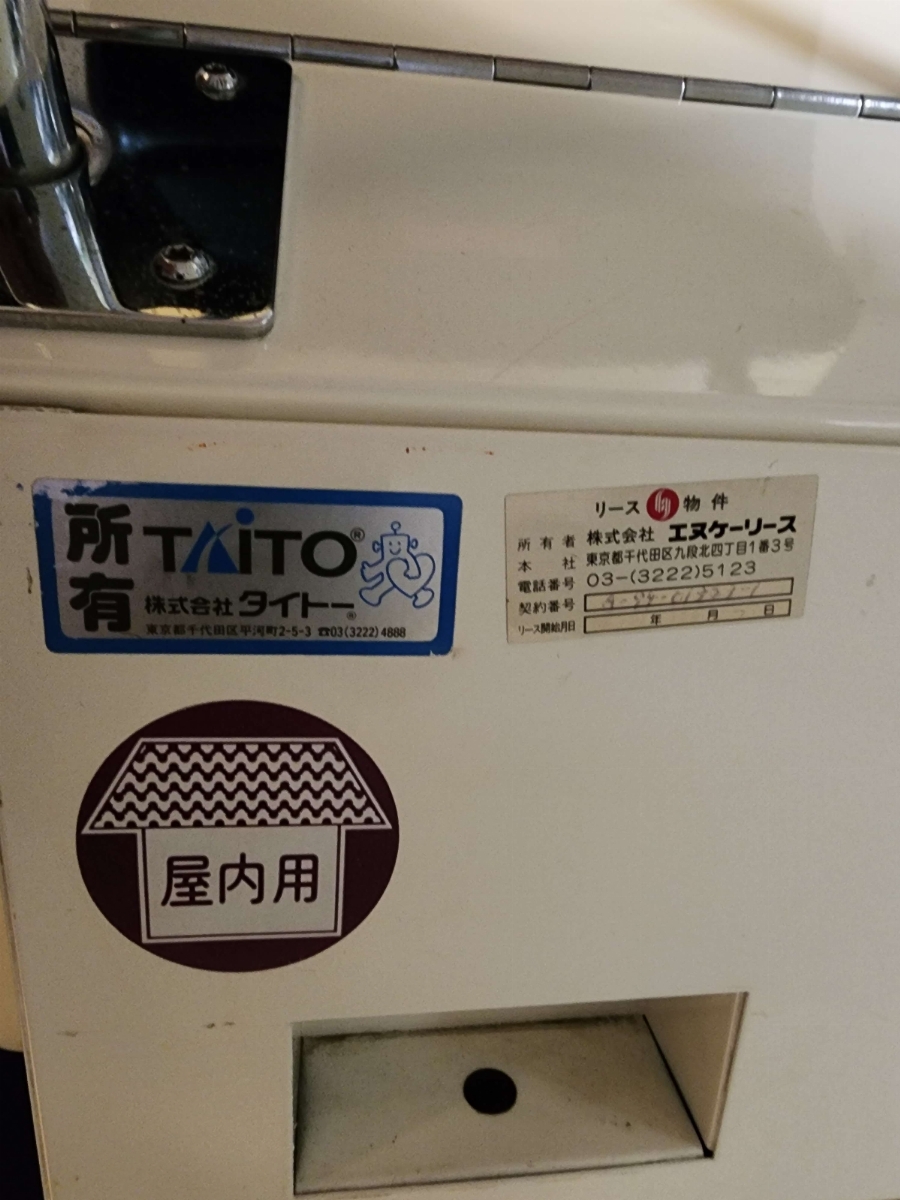 所有
TAITO®
株式会社 タイトー®
東京都千代田区平河町2-5-3 ☎03(3222)4888
リース 物件
所有者 株式会社 エヌケーリース
本社 東京都千代田区九段北四丁目1番3号
電話番号 03-(3222)5123
契約番号
リース開始月日 年 月 日
屋内用